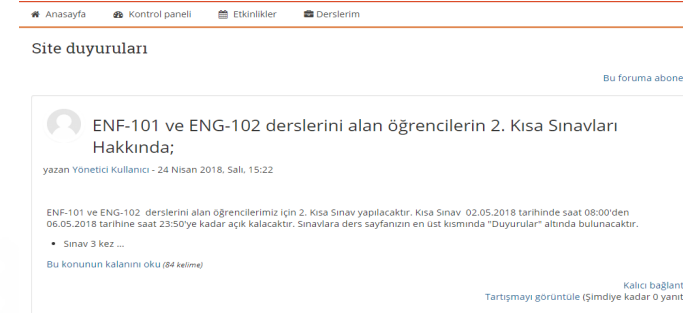 Anasayfa Kontrol paneli Etkinlikler Derslerim
Site duyuruları
Bu foruma abone
ENF-101 ve ENG-102 derslerini alan öğrencilerin 2. Kısa Sınavları
Hakkında;
yazan Yönetici Kullanıcı - 24 Nisan 2018, Salı, 15:22
ENF-101 ve ENG-102 derslerini alan öğrencilerimiz için 2. Kısa Sınav yapılacaktır. Kısa Sınav 02.05.2018 tarihinde saat 08:00'den
06.05.2018 tarihine saat 23:50'ye kadar açık kalacaktır. Sınavlara ders sayfanızın en üst kısmında "Duyurular" altında bulunacaktır.
• Sınav 3 kez ...
Bu konunun kalanını oku (84 kelime)
Kalıcı bağlant
Tartışmayı görüntüle (Şimdiye kadar 0 yanıt